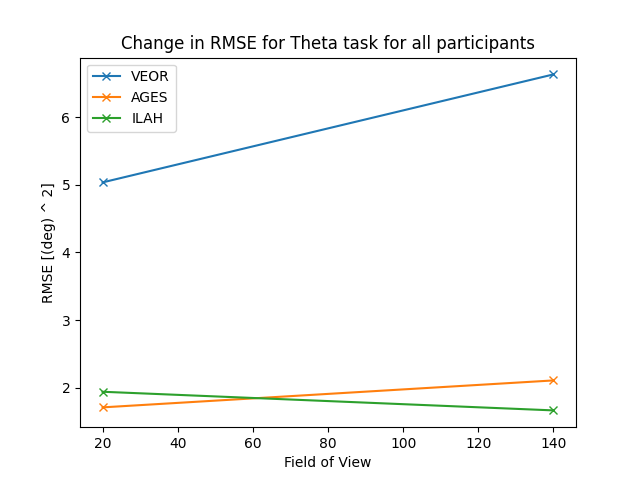 Change in RMSE for Theta task for all participants
VEOR
AGES
ILAH
6
5
4
3
2
RMSE [(deg) ^ 2]
20 40 60 80 100 120 140
Field of View